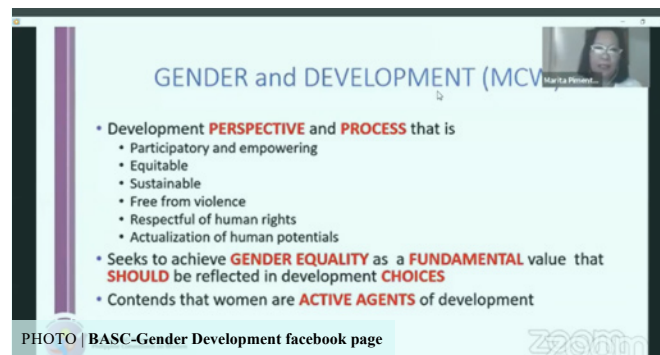 GENDER and DEVELOPMENT (MCW
Marita Piment...
• Development PERSPECTIVE and PROCESS that is
• Participatory and empowering
• Equitable
• Sustainable
• Free from violence
• Respectful of human rights
• Actualization of human potentials
• Seeks to achieve GENDER EQUALITY as a FUNDAMENTAL value that
SHOULD be reflected in development CHOICES
• Contends that women are ACTIVE AGENTS of development
PHOTO | BASC-Gender Development facebook page
zoom